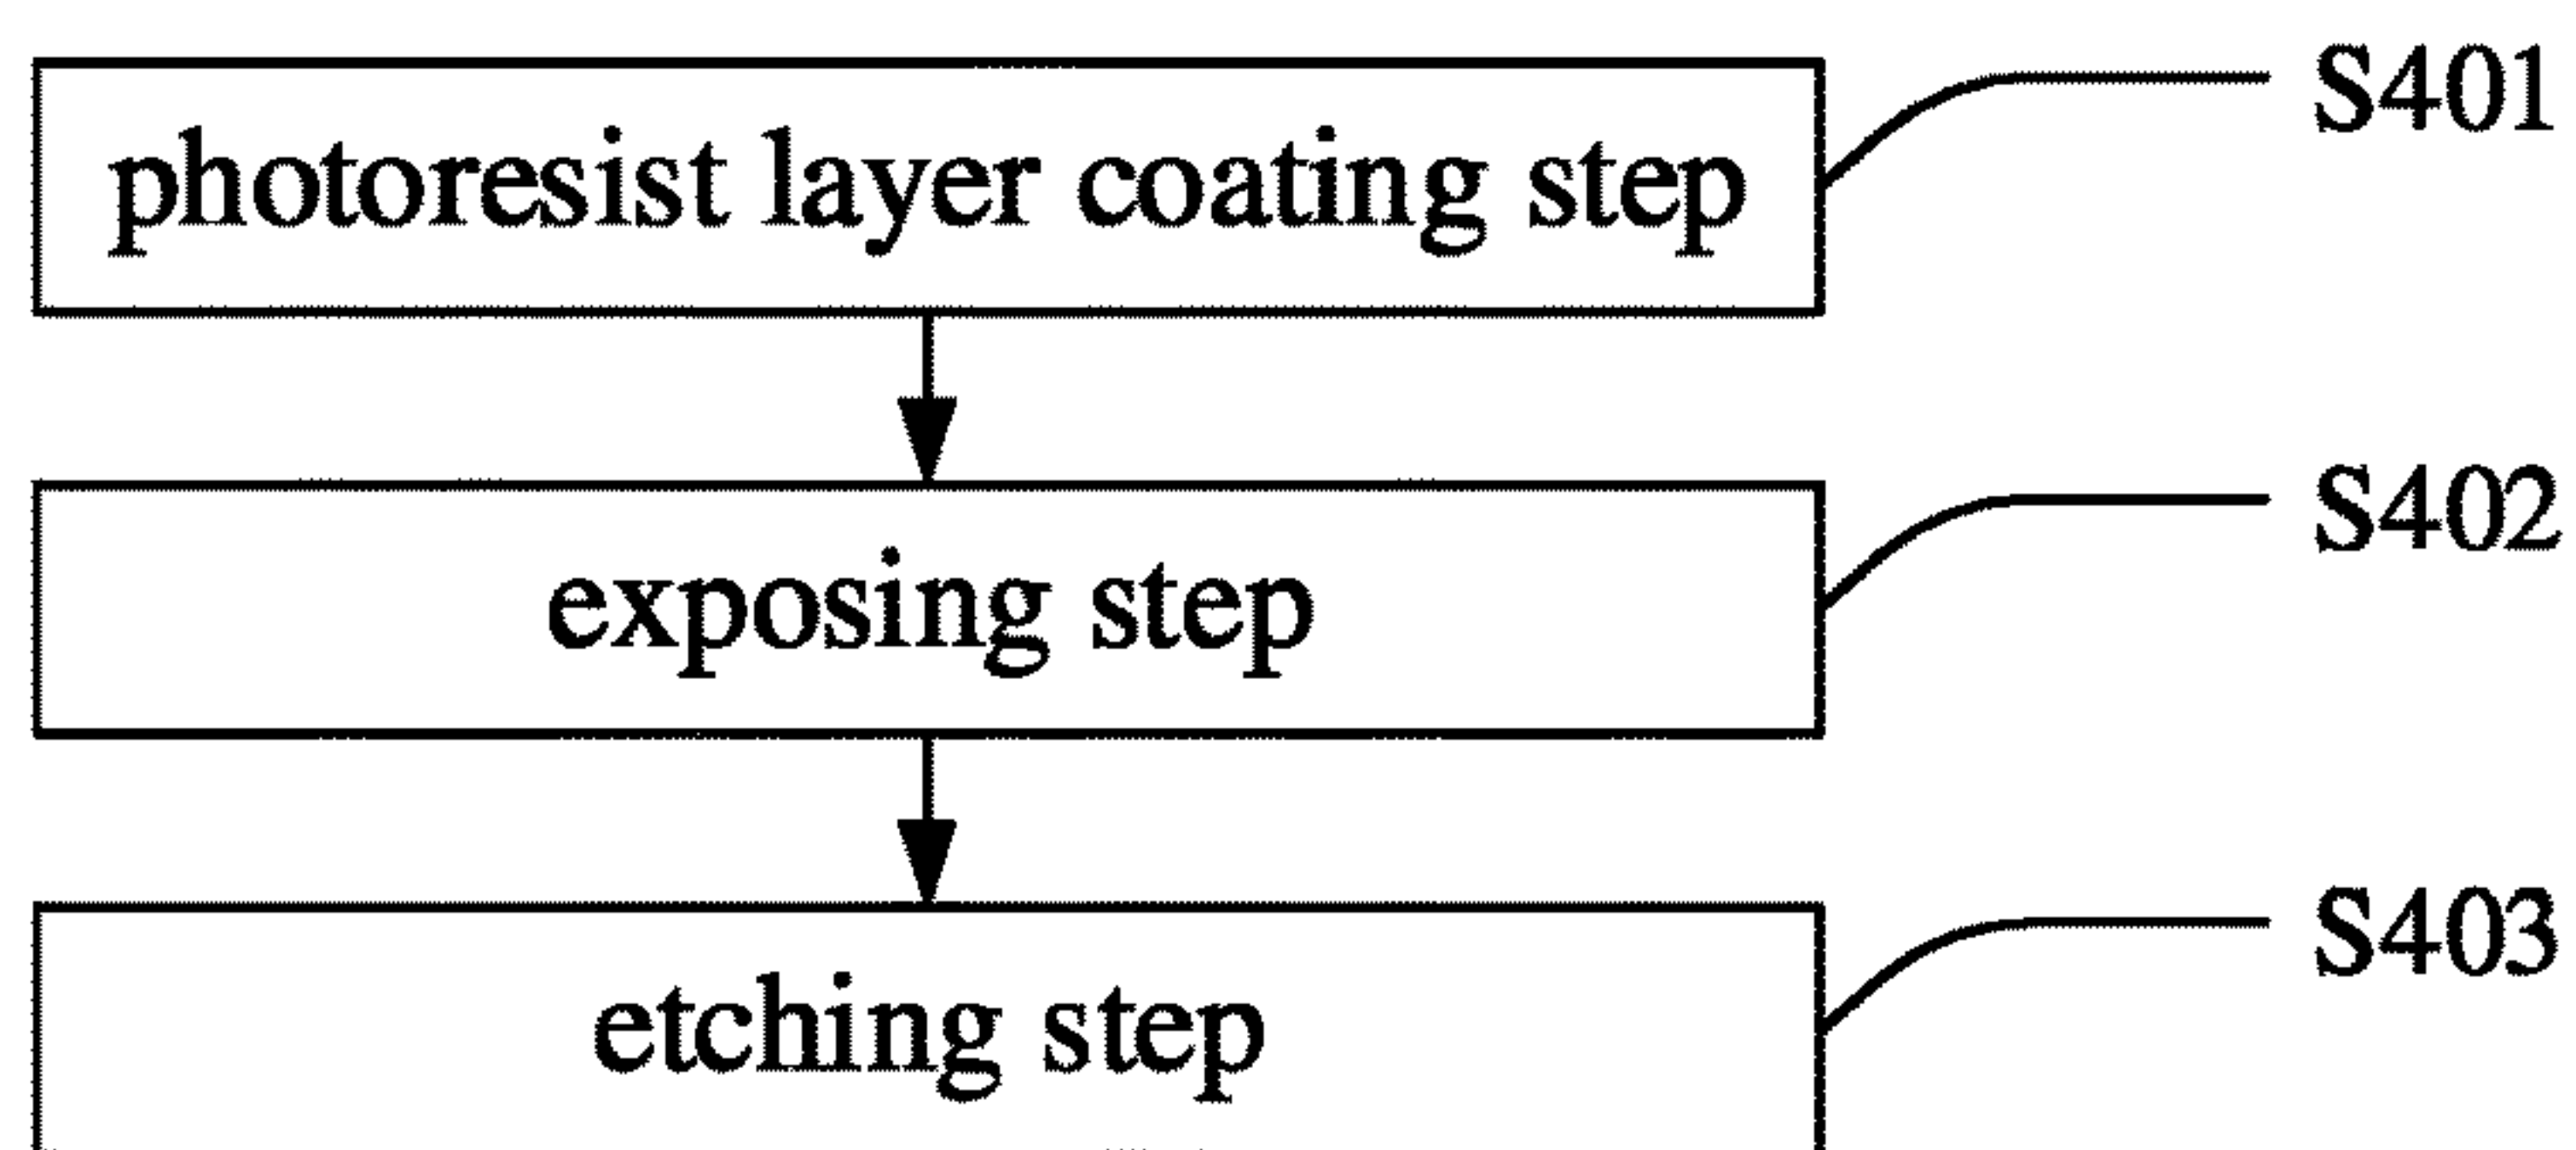 photoresist layer coating step
S401
exposing step
S402
etching step
S403